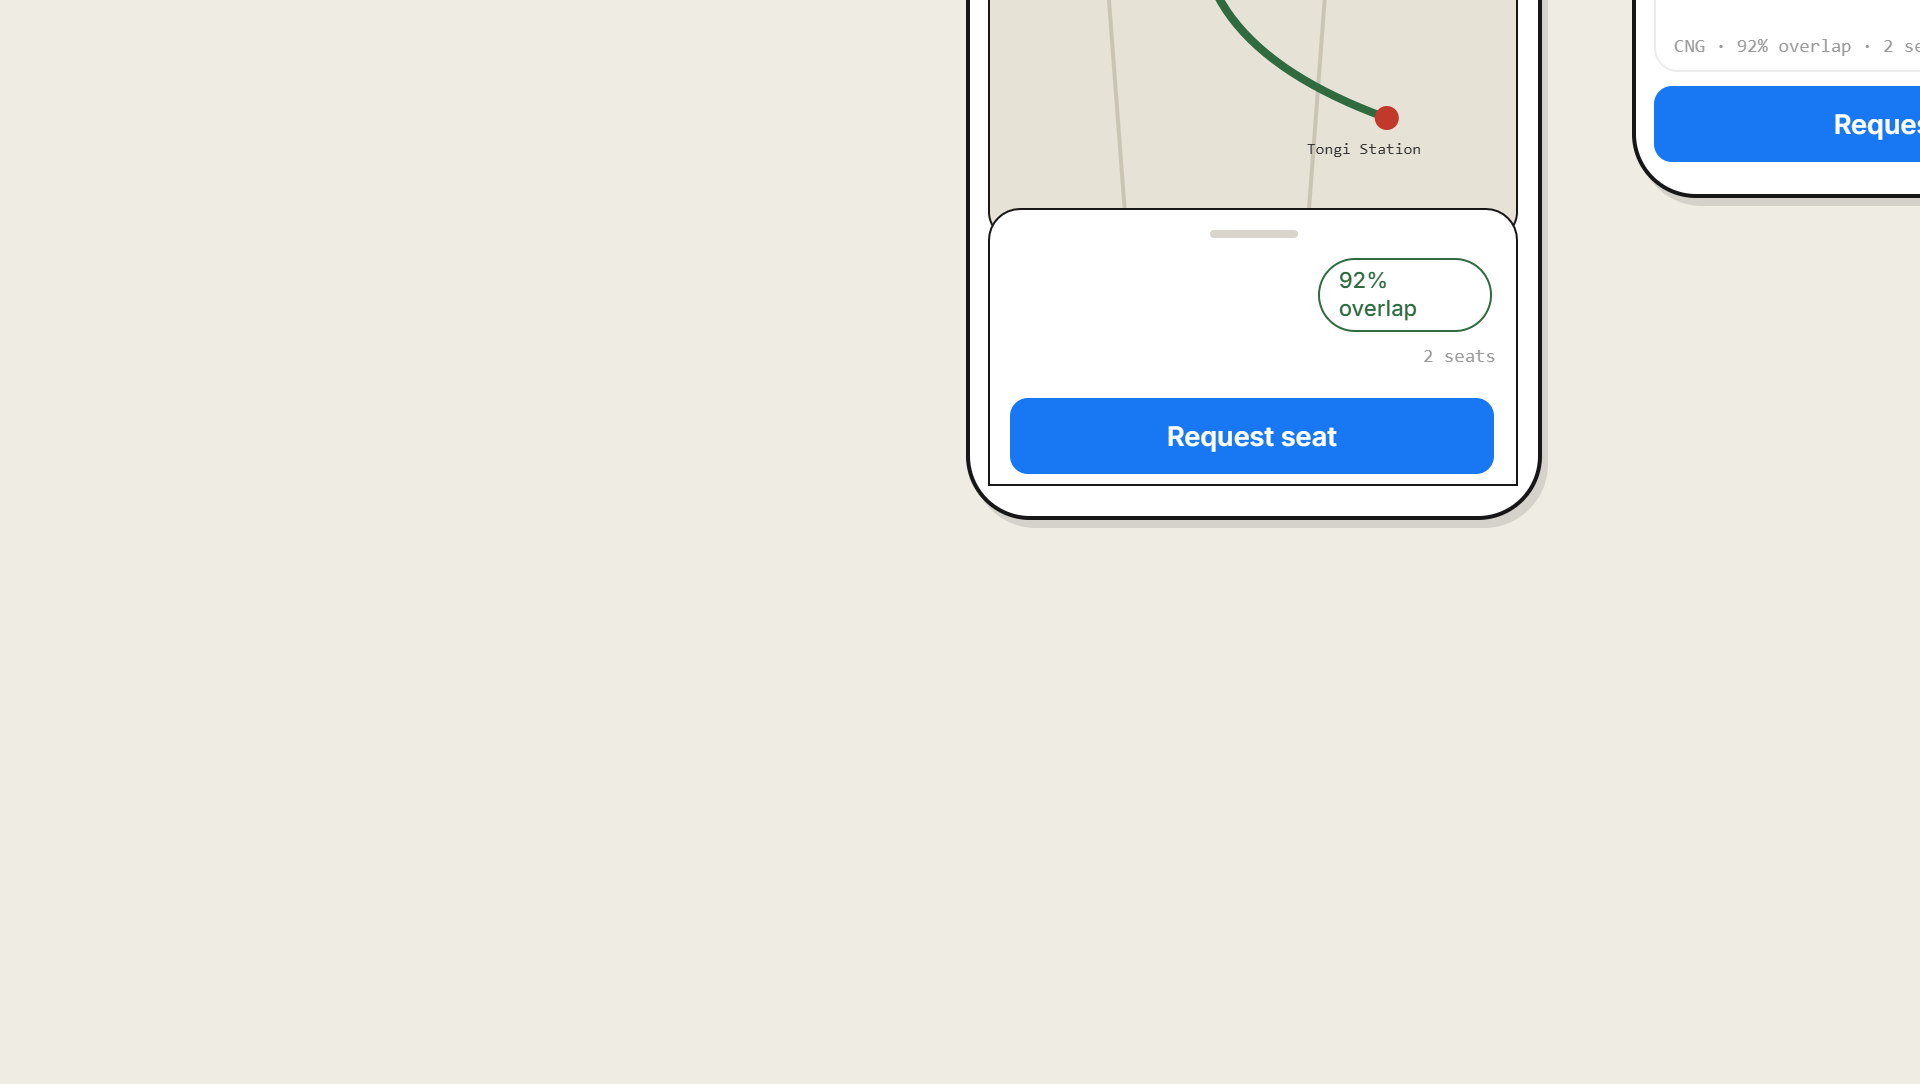 Tongi Station
92%
overlap
2 seats
Request seat
CNG · 92% overlap · 2